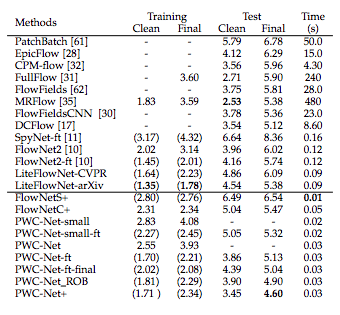 Methods Training Test Time
Clean Final Clean Final (s)
PatchBatch [61] - - 5.79 6.78 50.0
EpicFlow [28] - - 4.12 6.29 15.0
CPM-flow [32] - - 3.56 5.96 4.30
FullFlow [31] - 3.60 2.71 5.90 240
FlowFields [62] - - 3.75 5.81 28.0
MRFlow [35] 1.83 3.59 2.53 5.38 480
FlowFieldsCNN [30] - - 3.78 5.36 23.0
DCFlow [17] - - 3.54 5.12 8.60
SpyNet-ft [11] (3.17) (4.32) 6.64 8.36 0.16
FlowNet2 [10] 2.02 3.14 3.96 6.02 0.12
FlowNet2-ft [10] (1.45) (2.01) 4.16 5.74 0.12
LiteFlowNet-CVPR (1.64) (2.23) 4.86 6.09 0.09
LiteFlowNet-arXiv (1.35) (1.78) 4.54 5.38 0.09
FlowNetS+ (2.80) (2.76) 6.49 6.54 0.01
FlowNetC+ 2.31 2.34 5.04 5.47 0.05
PWC-Net-small 2.83 4.08 - - 0.02
PWC-Net-small-ft (2.27) (2.45) 5.05 5.32 0.02
PWC-Net 2.55 3.93 - - 0.03
PWC-Net-ft (1.70) (2.21) 3.86 5.13 0.03
PWC-Net-ft-final (2.02) (2.08) 4.39 5.04 0.03
PWC-Net_ROB (1.81) (2.29) 3.90 4.90 0.03
PWC-Net+ (1.71 ) (2.34) 3.45 4.60 0.03